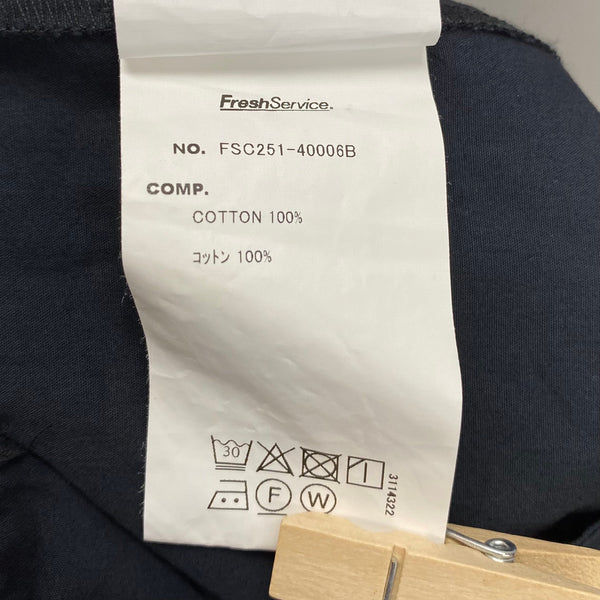 FreshService.
NO. FSC251-40006B
COMP.
COTTON 100%
コットン 100%
30
F W
3114322